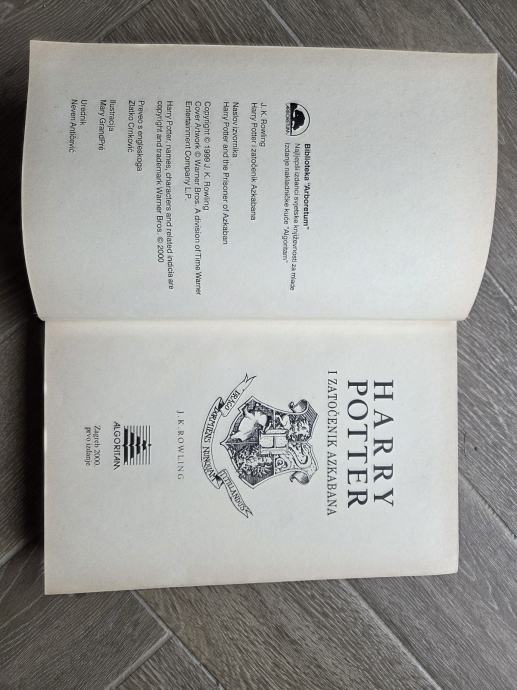 ARBORETUM
Biblioteka "Arboretum"
Najljepši izdanci svjetske književnosti za mlade
Izdanje nakladničke kuće "Algoritam"
J. K. Rowling
Harry Potter i zatočenik Azkabana
Naslov izvornika
Harry Potter and the Prisoner of Azkaban
Copyright © 1999 J. K. Rowling
Cover Artwork © Warner Bros. A division of Time Warner
Entertainment Company L.P.
Harry Potter, names, characters and related indicia are
copyright and trademark Warner Bros. © 2000
Preveo s engleskoga
Zlatko Crnković
Ilustracija
Mary GrandPré
Urednik
Neven Antičević
HARRY
POTTER
I ZATOČENIK AZKABANA
DRACO DORMIENS NUNQUAM TITILLANDUS
J. K. ROWLING
ALGORITAM
Zagreb 2000.
prvo izdanje